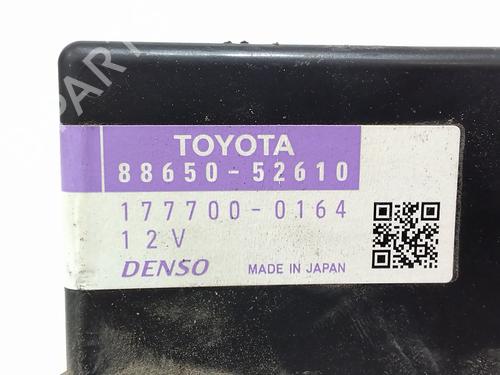 TOYOTA
88650-52610
177700-0164
12V
DENSO MADE IN JAPAN